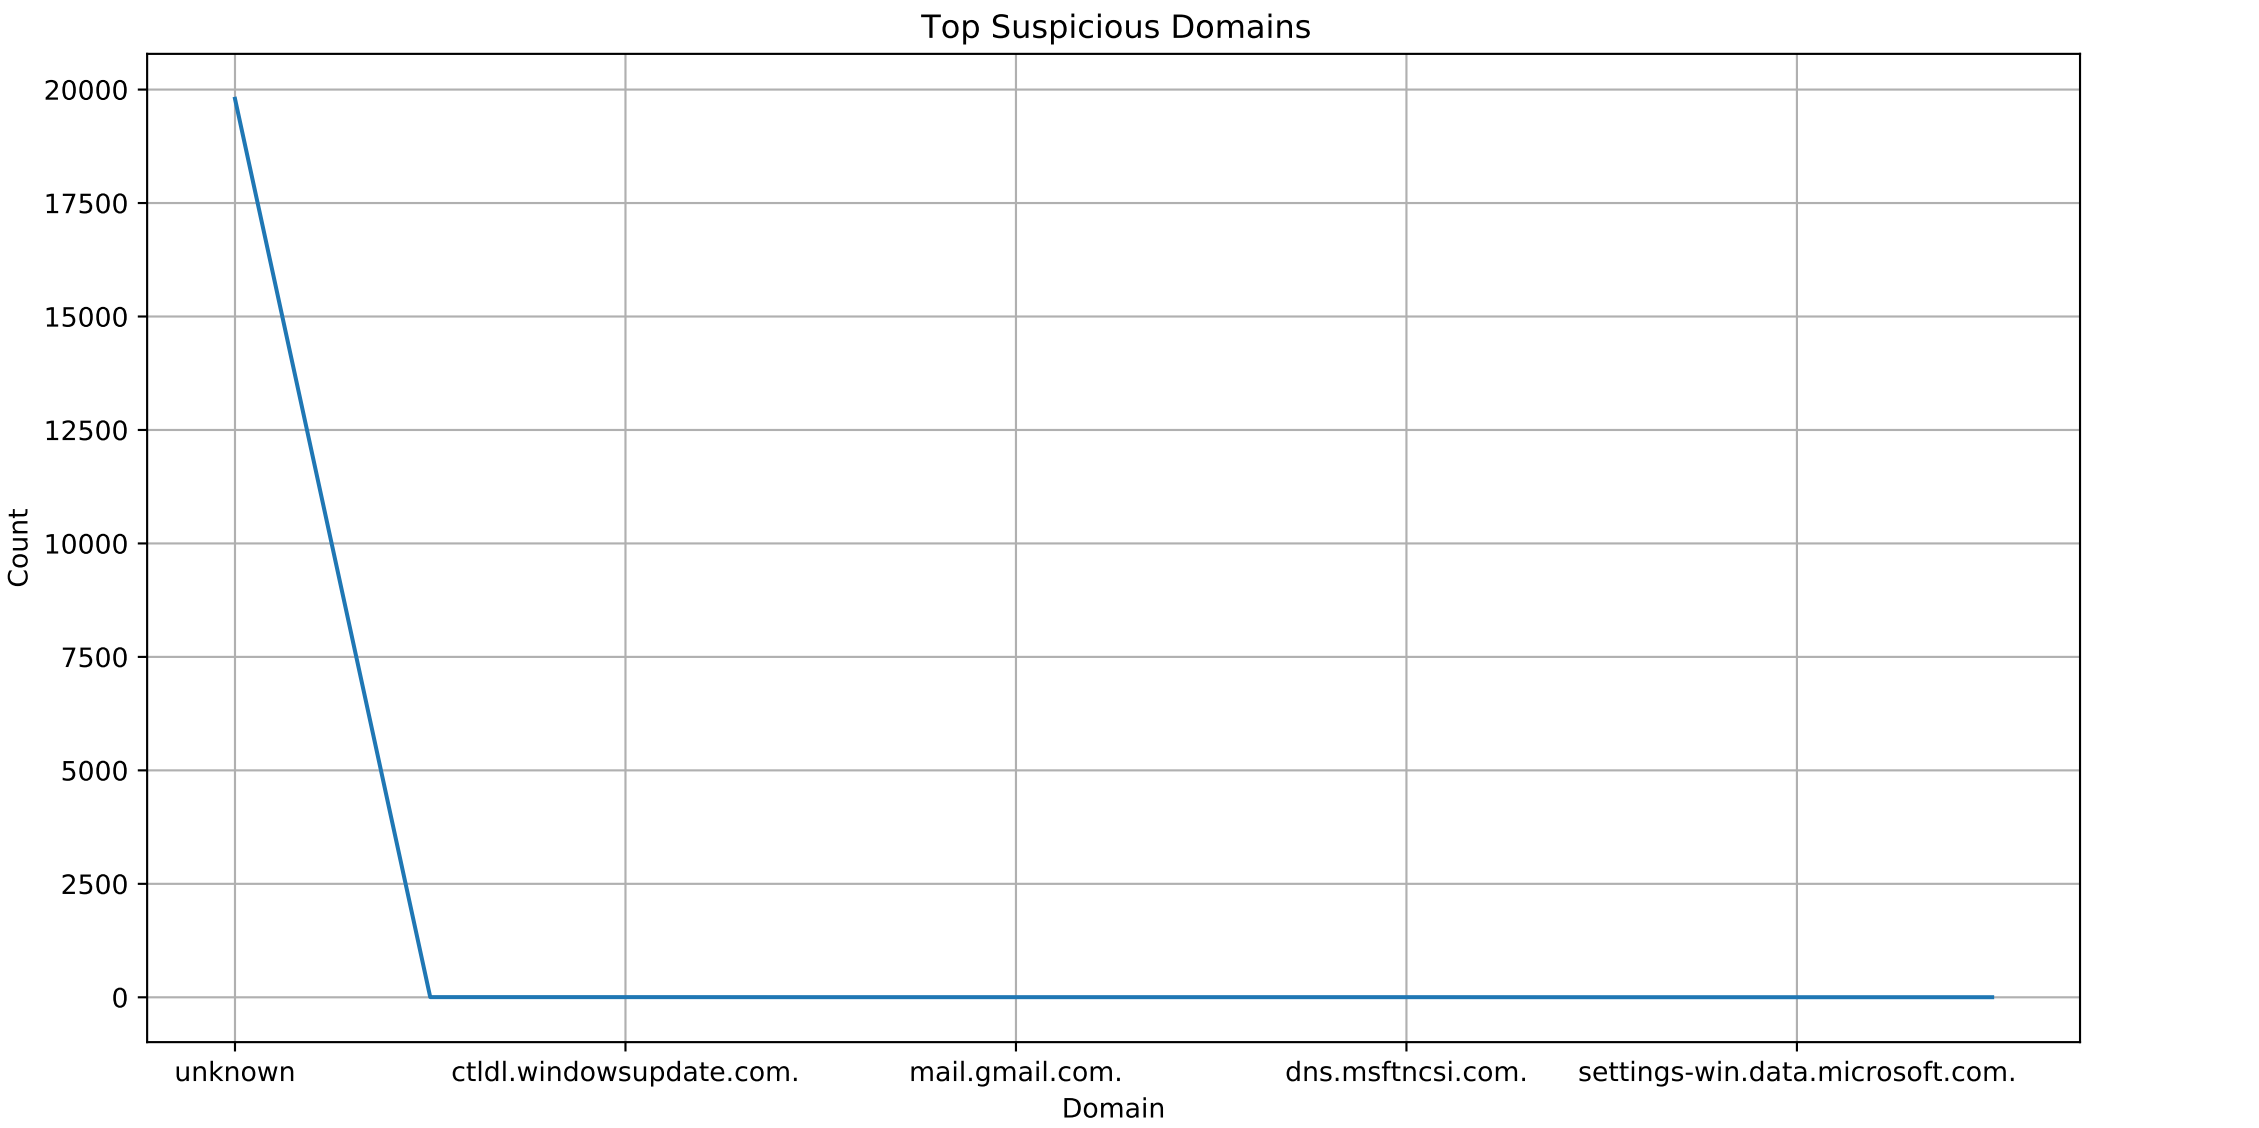 Top Suspicious Domains
20000
17500
15000
12500
10000
7500
5000
2500
0
Count
unknown ctldl.windowsupdate.com. mail.gmail.com. dns.msftncsi.com. settings-win.data.microsoft.com.
Domain